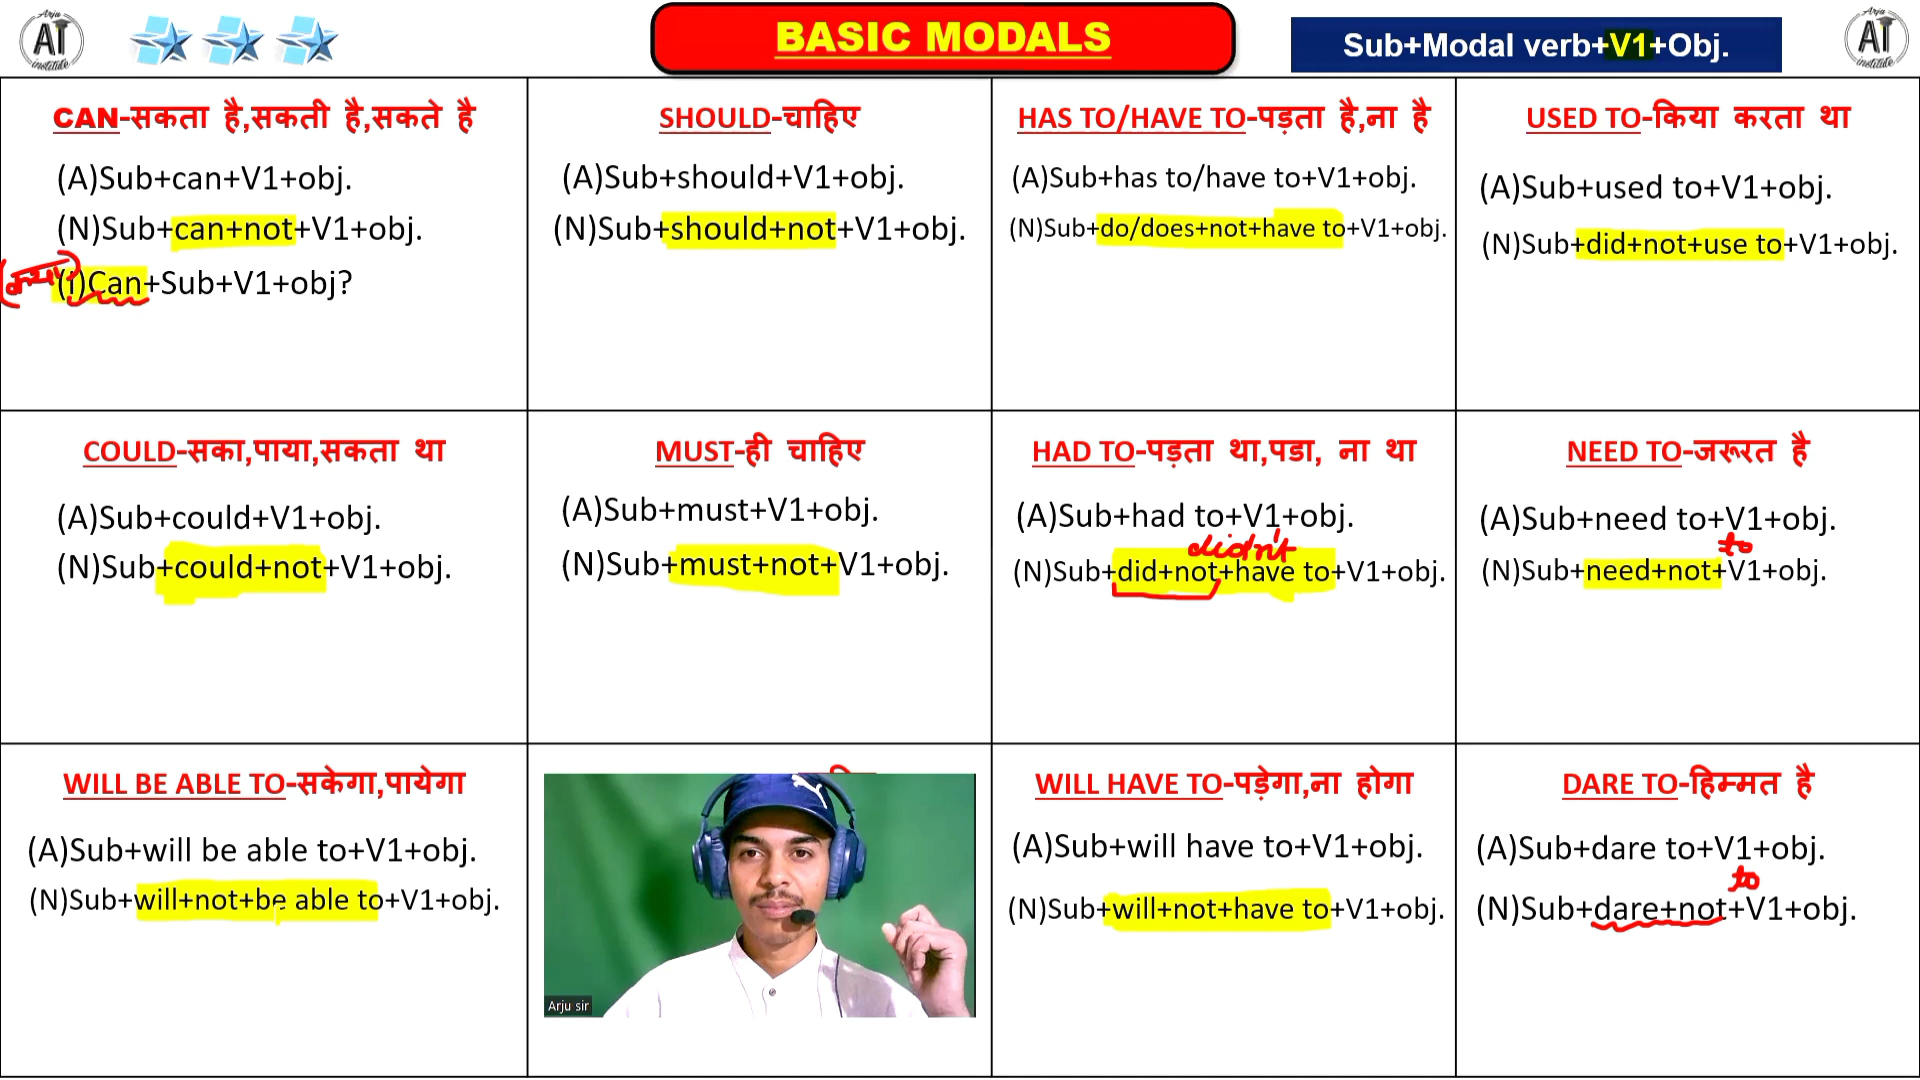 Arju
AT
institute
BASIC MODALS
Sub+Modal verb+V1+Obj.
Arju
AT
institute
CAN-सकता है,सकती है,सकते है
(A)Sub+can+V1+obj.
(N)Sub+can+not+V1+obj.
(I)Can+Sub+V1+obj?
SHOULD-चाहिए
(A)Sub+should+V1+obj.
(N)Sub+should+not+V1+obj.
HAS TO/HAVE TO-पड़ता है,ना है
(A)Sub+has to/have to+V1+obj.
(N)Sub+do/does+not+have to+V1+obj.
USED TO-किया करता था
(A)Sub+used to+V1+obj.
(N)Sub+did+not+use to+V1+obj.
COULD-सका,पाया,सकता था
(A)Sub+could+V1+obj.
(N)Sub+could+not+V1+obj.
MUST-ही चाहिए
(A)Sub+must+V1+obj.
(N)Sub+must+not+V1+obj.
HAD TO-पड़ता था,पडा, ना था
(A)Sub+had to+V1+obj.
didn't
(N)Sub+did+not+have to+V1+obj.
NEED TO-जरूरत है
(A)Sub+need to+V1+obj.
to
(N)Sub+need+not+V1+obj.
WILL BE ABLE TO-सकेगा,पायेगा
(A)Sub+will be able to+V1+obj.
(N)Sub+will+not+be able to+V1+obj.
Arju sir
WILL HAVE TO-पड़ेगा,ना होगा
(A)Sub+will have to+V1+obj.
(N)Sub+will+not+have to+V1+obj.
DARE TO-हिम्मत है
(A)Sub+dare to+V1+obj.
to
(N)Sub+dare+not+V1+obj.